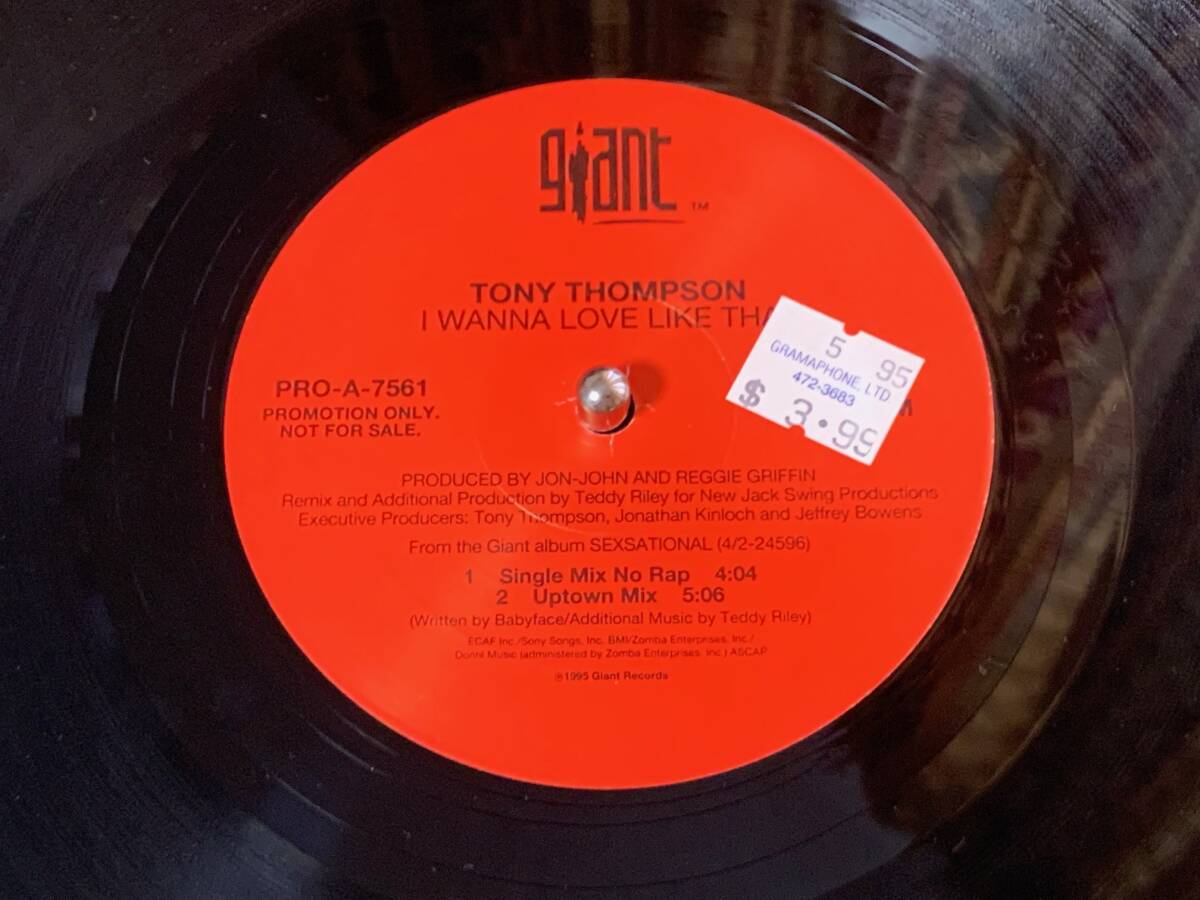 giant ™
TONY THOMPSON
I WANNA LOVE LIKE THA
5 95
GRAMAPHONE, LTD
472-3683
$ 3.99
PRO-A-7561
PROMOTION ONLY.
NOT FOR SALE.
PRODUCED BY JON-JOHN AND REGGIE GRIFFIN
Remix and Additional Production by Teddy Riley for New Jack Swing Productions
Executive Producers: Tony Thompson, Jonathan Kinloch and Jeffrey Bowens
From the Giant album SEXSATIONAL (4/2-24596)
1 Single Mix No Rap 4:04
2 Uptown Mix 5:06
(Written by Babyface/Additional Music by Teddy Riley)
ECAF Inc./Sony Songs, Inc. BMI/Zomba Enterprises, Inc./
Donril Music (administered by Zomba Enterprises, Inc.) ASCAP
℗1995 Giant Records